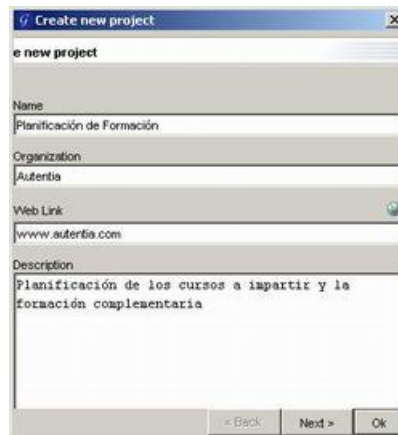 Create new project
e new project
Name
Planificación de Formación
Organization
Autentia
Web Link
www.autentia.com
Description
Planificación de los cursos a impartir y la
formación complementaria
« Back Next » Ok